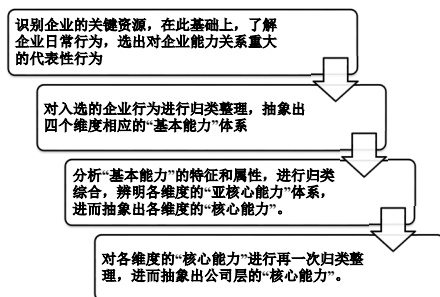 识别企业的关键资源，在此基础上，了解
企业日常行为，选出对企业能力关系重大
的代表性行为
对入选的企业行为进行归类整理，抽象出
四个维度相应的“基本能力”体系
分析“基本能力”的特征和属性，进行归类
综合，辨明各维度的“亚核心能力”体系，
进而抽象出各维度的“核心能力”。
对各维度的“核心能力”进行再一次归类整
理，进而抽象出公司层的“核心能力”。